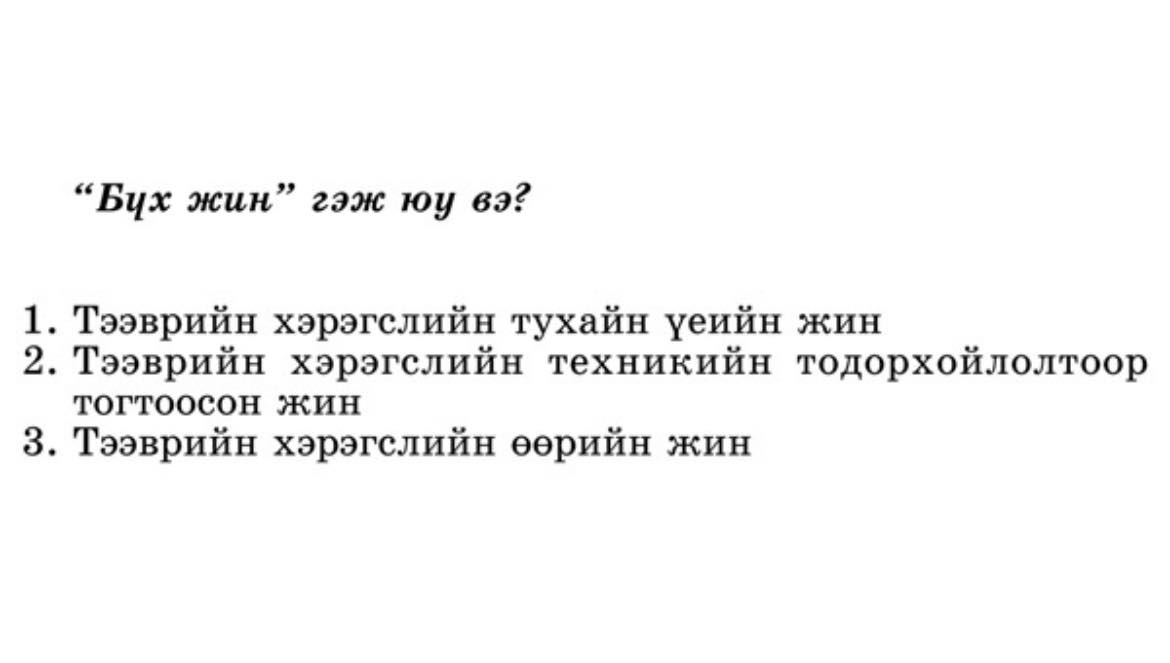 “Бүх жин” гэж юу вэ?
1. Тээврийн хэрэгслийн тухайн үеийн жин
2. Тээврийн хэрэгслийн техникийн тодорхойлолтоор
тогтоосон жин
3. Тээврийн хэрэгслийн өөрийн жин